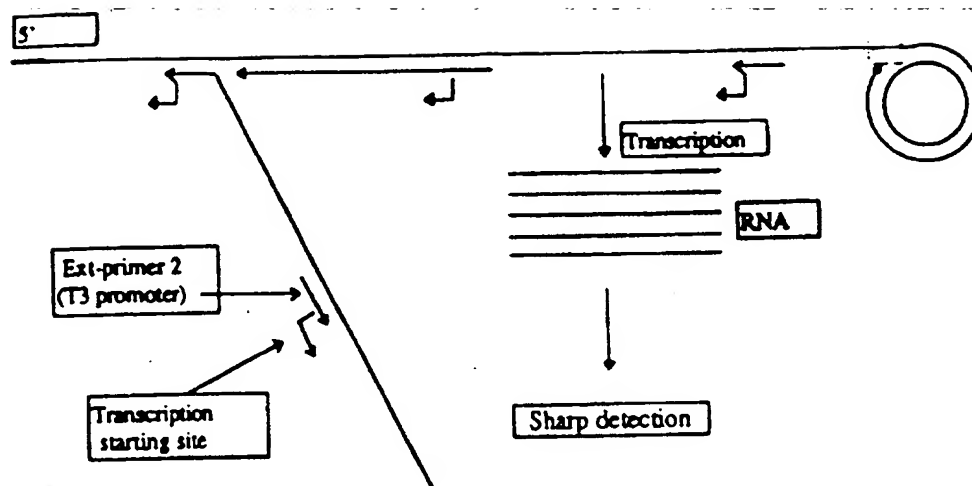 5'
Transcription
RNA
Ext-primer 2
(T3 promoter)
Transcription
starting site
Sharp detection